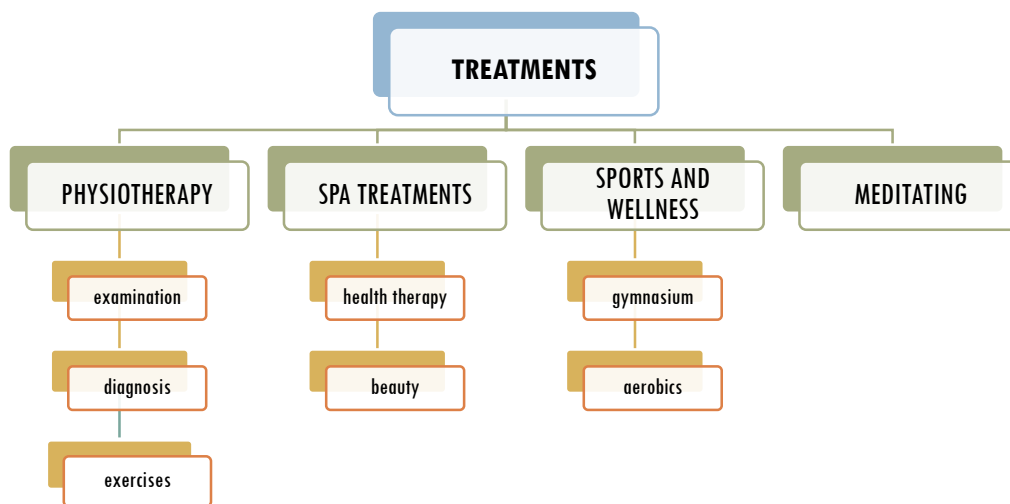 TREATMENTS
PHYSIOTHERAPY
SPA TREATMENTS
SPORTS AND
WELLNESS
MEDITATING
examination
health therapy
gymnasium
diagnosis
beauty
aerobics
exercises